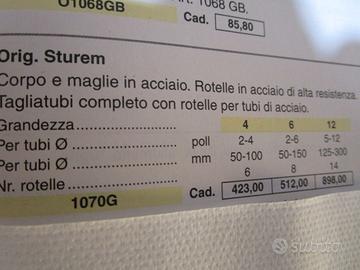 U1068GB
1068 GB,
Cad. 85,80
Orig. Sturem
Corpo e maglie in acciaio. Rotelle in acciaio di alta resistenza.
Tagliatubi completo con rotelle per tubi di acciaio.
Grandezza 4 6 12
Per tubi Ø poll 2-4 2-6 5-12
Per tubi Ø mm 50-100 50-150 125-300
Nr. rotelle 6 8 14
1070G Cad. 423,00 512,00 898,00
subito